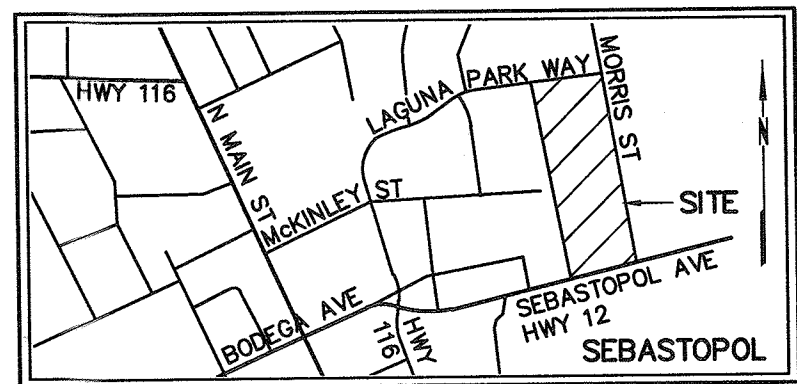 HWY 116
N MAIN ST
LAGUNA PARK WAY
MORRIS ST
N
McKINLEY ST
SITE
BODEGA AVE
HWY 116
SEBASTOPOL AVE
HWY 12
SEBASTOPOL